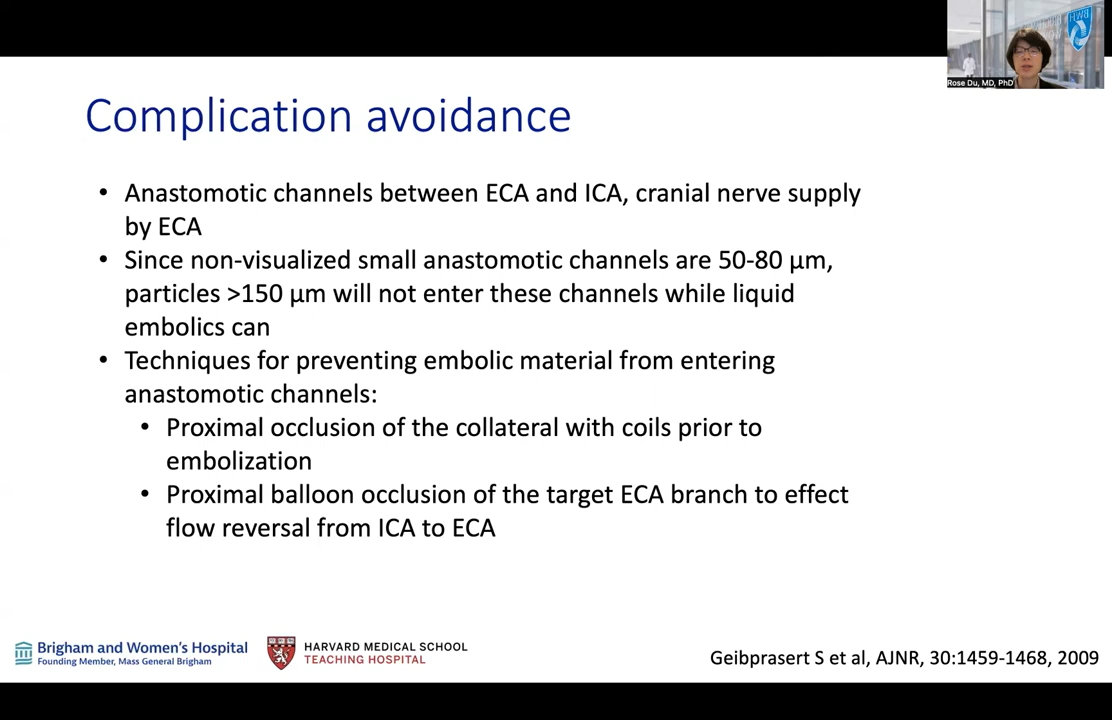 Rose Du, MD, PhD
Complication avoidance
• Anastomotic channels between ECA and ICA, cranial nerve supply
by ECA
• Since non-visualized small anastomotic channels are 50-80 µm,
particles >150 µm will not enter these channels while liquid
embolics can
• Techniques for preventing embolic material from entering
anastomotic channels:
• Proximal occlusion of the collateral with coils prior to
embolization
• Proximal balloon occlusion of the target ECA branch to effect
flow reversal from ICA to ECA
Brigham and Women's Hospital
Founding Member, Mass General Brigham
HARVARD MEDICAL SCHOOL
TEACHING HOSPITAL
Geibprasert S et al, AJNR, 30:1459-1468, 2009